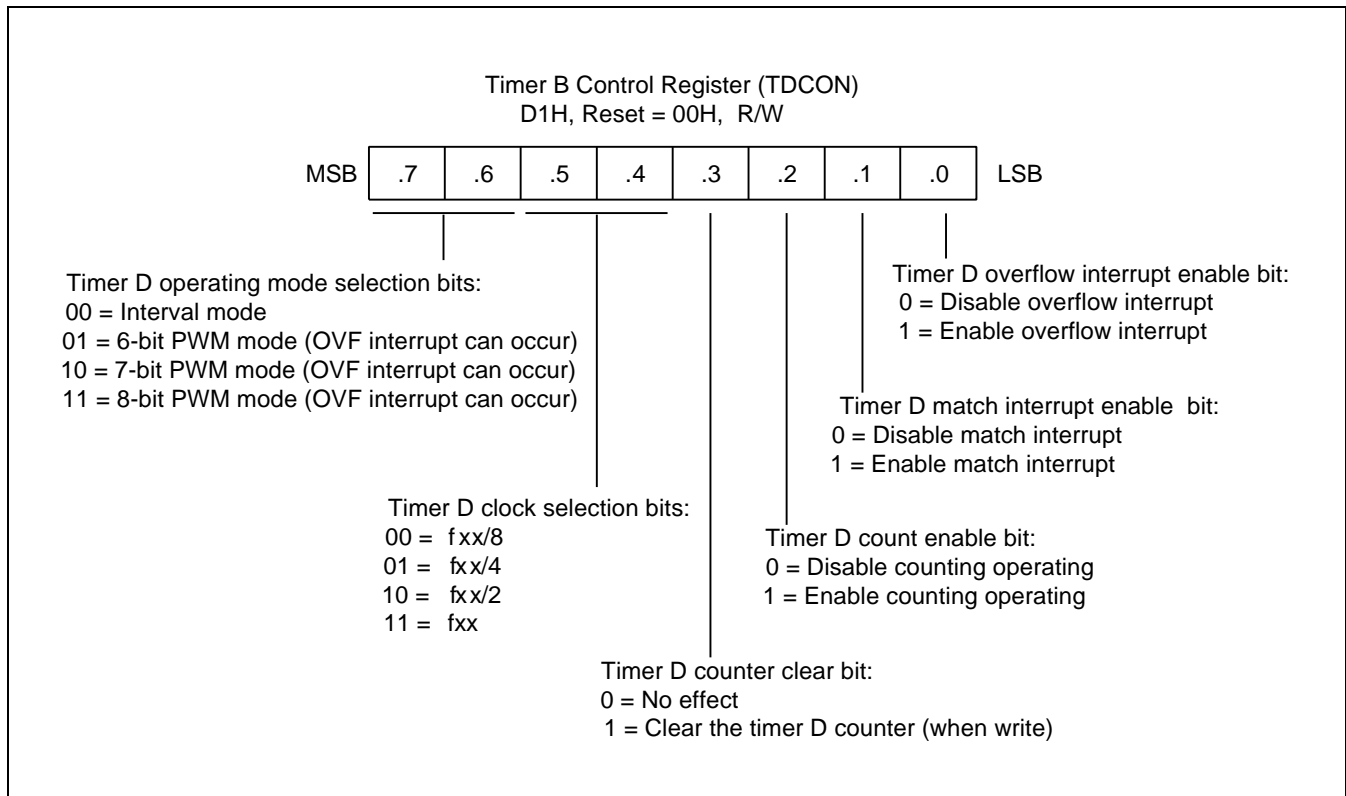 Timer B Control Register (TDCON)
D1H, Reset = 00H, R/W
MSB .7 .6 .5 .4 .3 .2 .1 .0 LSB
Timer D operating mode selection bits:
00 = Interval mode
01 = 6-bit PWM mode (OVF interrupt can occur)
10 = 7-bit PWM mode (OVF interrupt can occur)
11 = 8-bit PWM mode (OVF interrupt can occur)
Timer D overflow interrupt enable bit:
0 = Disable overflow interrupt
1 = Enable overflow interrupt
Timer D match interrupt enable bit:
0 = Disable match interrupt
1 = Enable match interrupt
Timer D clock selection bits:
00 = fxx/8
01 = fxx/4
10 = fxx/2
11 = fxx
Timer D count enable bit:
0 = Disable counting operating
1 = Enable counting operating
Timer D counter clear bit:
0 = No effect
1 = Clear the timer D counter (when write)